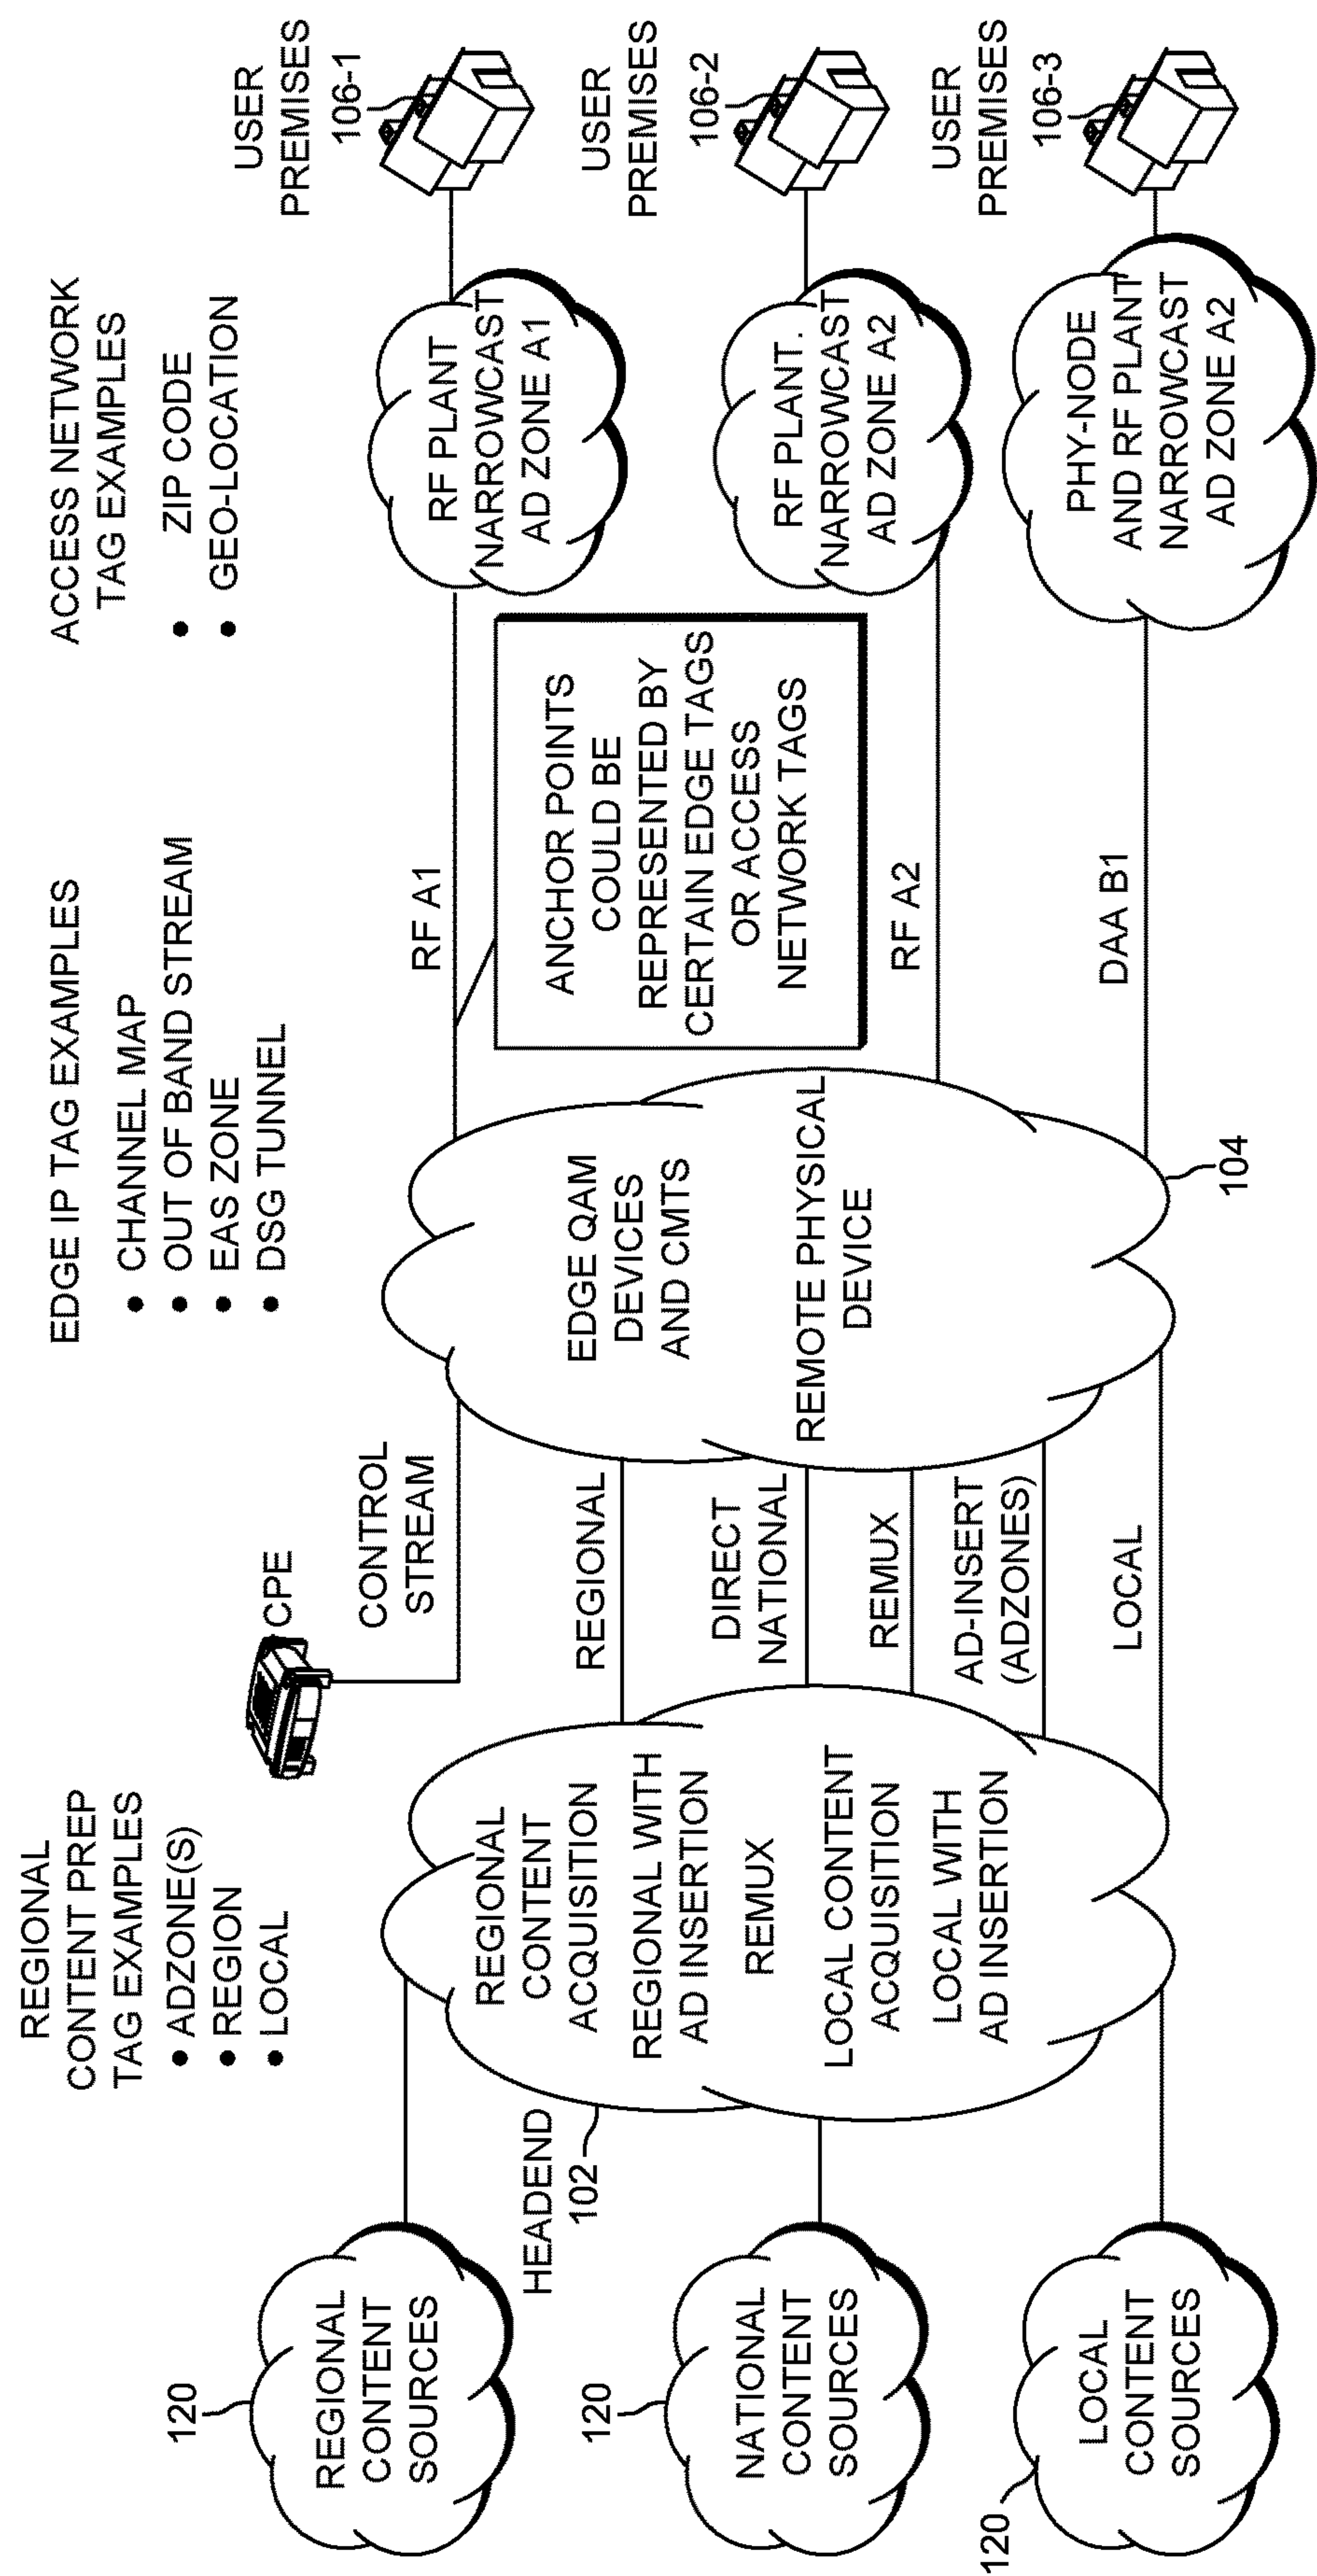 REGIONAL
CONTENT PREP
TAG EXAMPLES
• ADZONE(S)
• REGION
• LOCAL
EDGE IP TAG EXAMPLES
• CHANNEL MAP
• OUT OF BAND STREAM
• EAS ZONE
• DSG TUNNEL
ACCESS NETWORK
TAG EXAMPLES
• ZIP CODE
• GEO-LOCATION
120
REGIONAL
CONTENT
SOURCES
120
NATIONAL
CONTENT
SOURCES
120
LOCAL
CONTENT
SOURCES
HEADEND
102
REGIONAL
CONTENT
ACQUISITION
REGIONAL WITH
AD INSERTION
REMUX
LOCAL CONTENT
ACQUISITION
LOCAL WITH
AD INSERTION
CPE
CONTROL
STREAM
REGIONAL
DIRECT
NATIONAL
REMUX
AD-INSERT
(ADZONES)
LOCAL
EDGE QAM
DEVICES
AND CMTS
REMOTE PHYSICAL
DEVICE
104
RF A1
ANCHOR POINTS
COULD BE
REPRESENTED BY
CERTAIN EDGE TAGS
OR ACCESS
NETWORK TAGS
RF A2
DAA B1
RF PLANT
NARROWCAST
AD ZONE A1
RF PLANT.
NARROWCAST
AD ZONE A2
PHY-NODE
AND RF PLANT
NARROWCAST
AD ZONE A2
USER
PREMISES
106-1
USER
PREMISES
106-2
USER
PREMISES
106-3